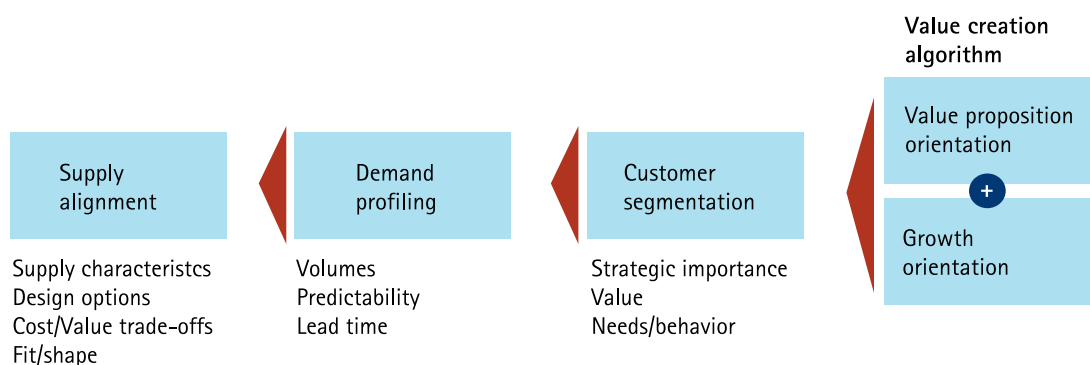 Value creation
algorithm
Supply
alignment
Supply characteristcs
Design options
Cost/Value trade-offs
Fit/shape
Demand
profiling
Volumes
Predictability
Lead time
Customer
segmentation
Strategic importance
Value
Needs/behavior
Value proposition
orientation
+
Growth
orientation